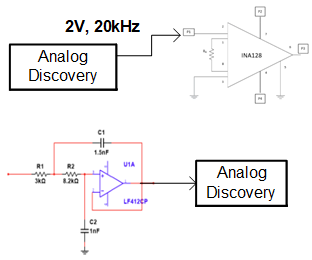 2V, 20kHz
Analog
Discovery
INA128
C1
1.5nF
R1
R2
U1A
3kΩ
8.2kΩ
LF412CP
C2
1nF
Analog
Discovery